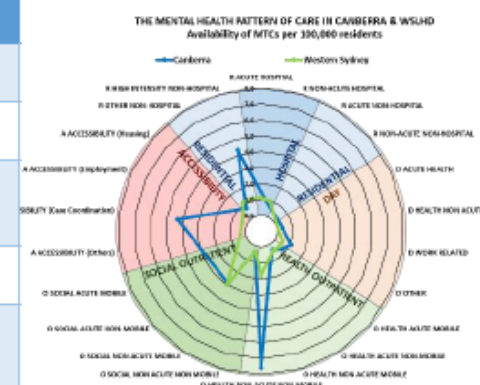 THE MENTAL HEALTH PATTERN OF CARE IN CANBERRA & WSLHD
Availability of MTCs per 100,000 residents
Canberra
Western Sydney
R ACUTE HOSPITAL
R HIGH INTENSITY NON-HOSPITAL
R NON-ACUTE HOSPITAL
R OTHER NON-HOSPITAL
R ACUTE NON-HOSPITAL
A ACCESSIBILITY (Housing)
R NON-ACUTE NON-HOSPITAL
A ACCESSIBILITY (Employment)
D ACUTE HEALTH
SIBILITY (Case Coordination)
D HEALTH NON ACUT
A ACCESSIBILITY (Others)
D WORK RELATED
O SOCIAL ACUTE MOBILE
D OTHER
O SOCIAL ACUTE NON MOBILE
O HEALTH ACUTE MOBILE
O SOCIAL NON ACUTE MOBILE
O HEALTH ACUTE NON MOBILE
O SOCIAL NON ACUTE NON MOBILE
O HEALTH NON ACUTE MOBILE
O HEALTH NON ACUTE NON MOBILE
RESIDENTIAL
HOSPITAL
RESIDENTIAL
ACCESSIBILITY
DAY
SOCIAL OUTPATIENT
HEALTH OUTPATIENT